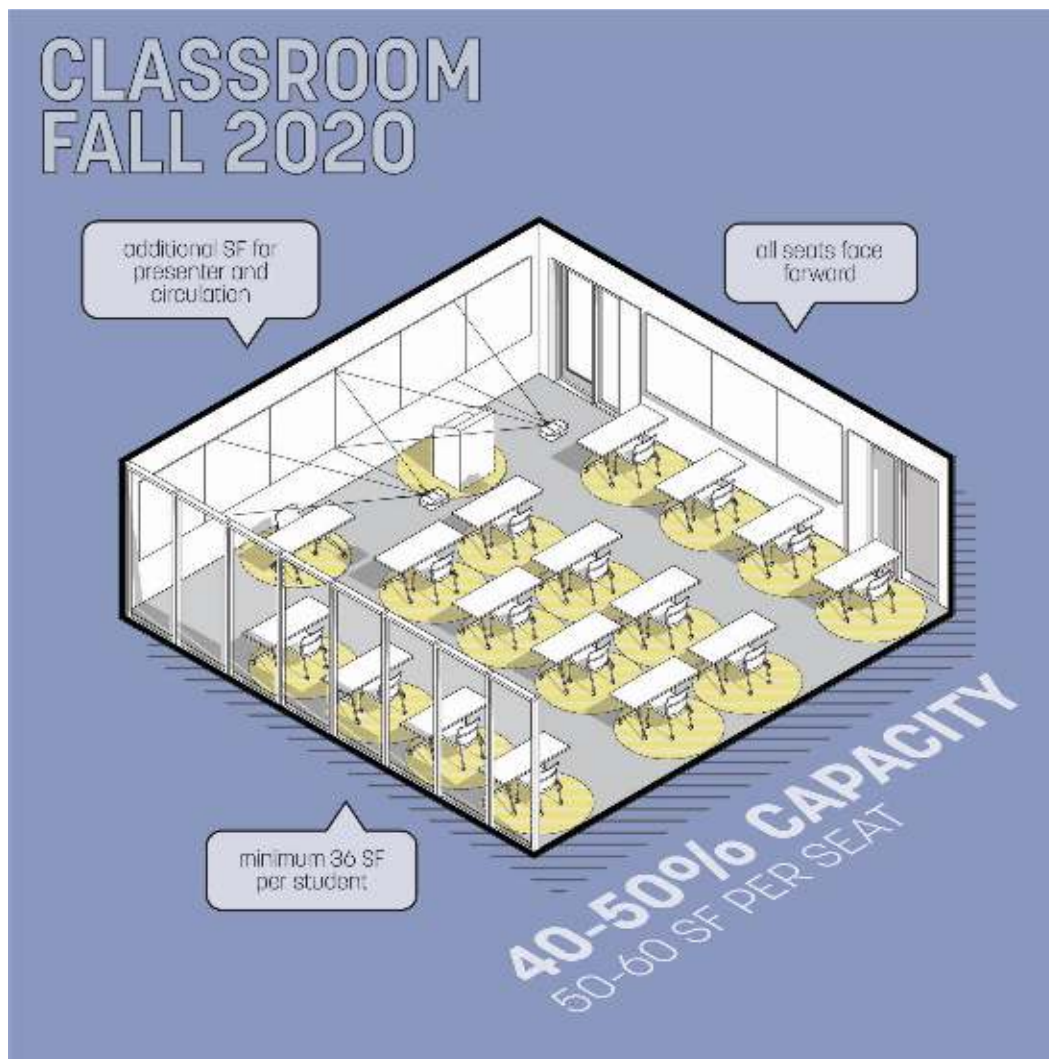 CLASSROOM
FALL 2020
additional SF for
presenter and
circulation
all seats face
forward
minimum 36 SF
per student
40-50% CAPACITY
50-60 SF PER SEAT